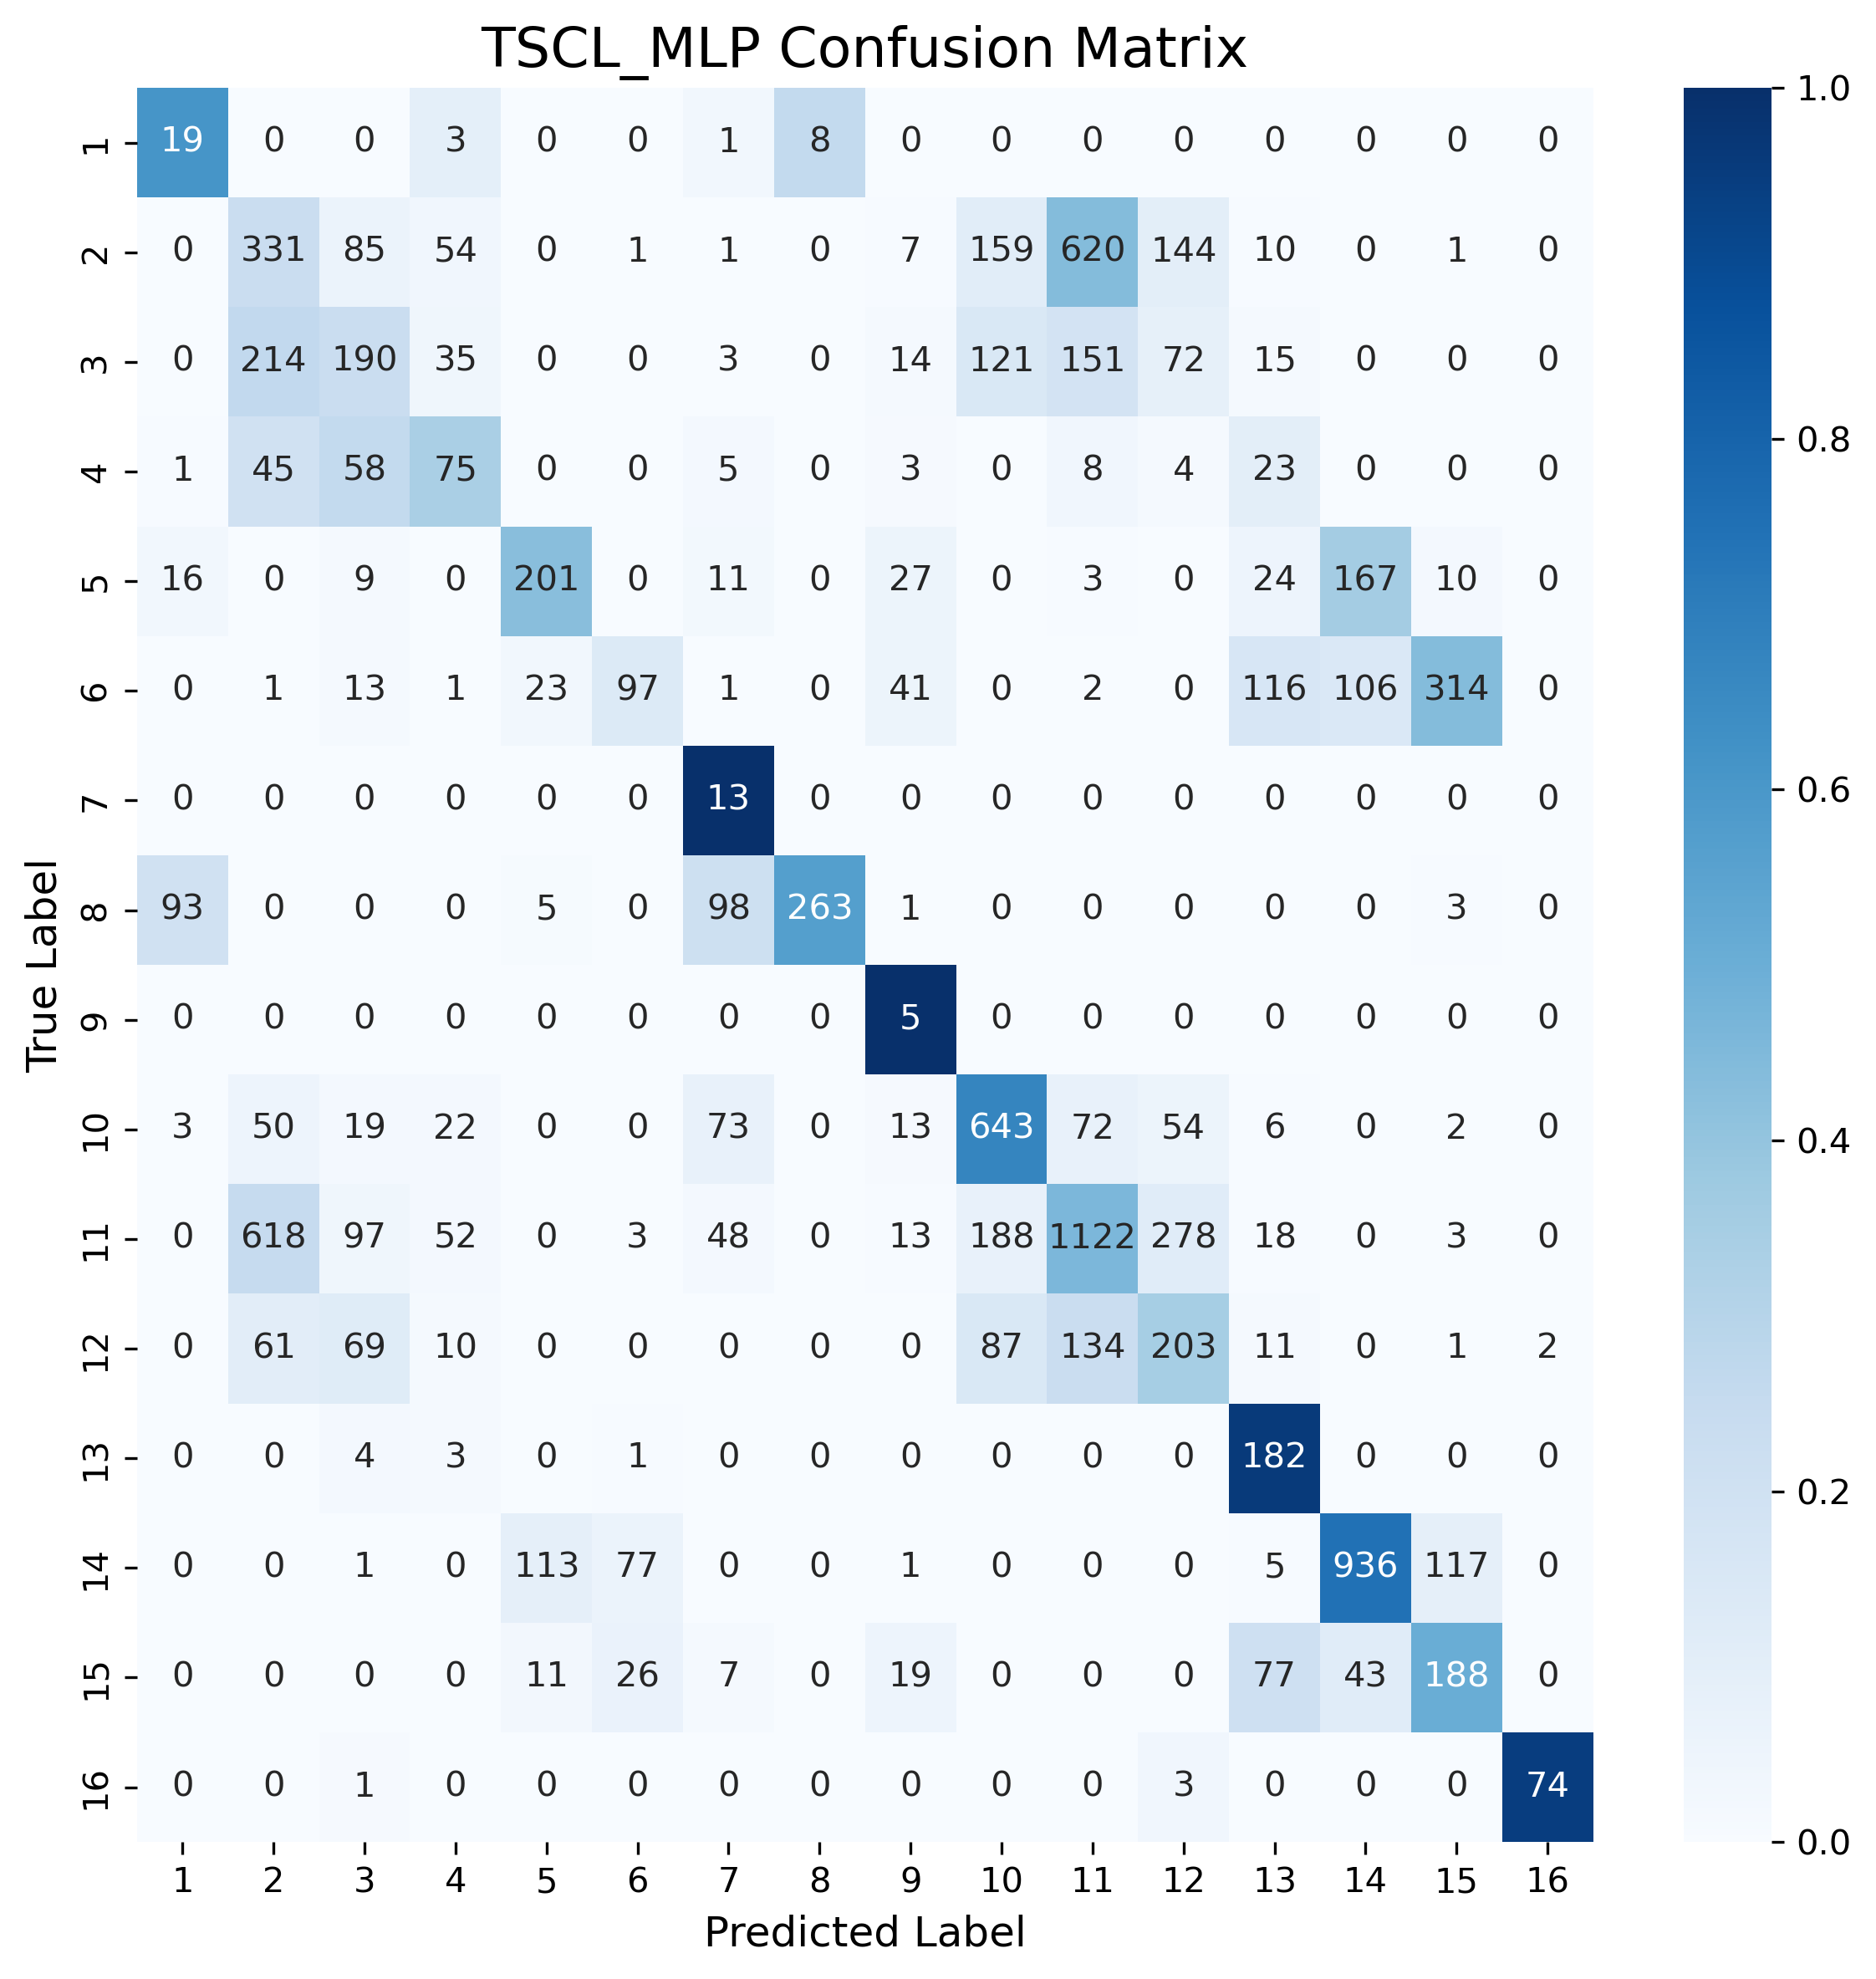 TSCL_MLP Confusion Matrix
1 19 0 0 3 0 0 1 8 0 0 0 0 0 0 0 0
2 0 331 85 54 0 1 1 0 7 159 620 144 10 0 1 0
3 0 214 190 35 0 0 3 0 14 121 151 72 15 0 0 0
4 1 45 58 75 0 0 5 0 3 0 8 4 23 0 0 0
5 16 0 9 0 201 0 11 0 27 0 3 0 24 167 10 0
6 0 1 13 1 23 97 1 0 41 0 2 0 116 106 314 0
7 0 0 0 0 0 0 13 0 0 0 0 0 0 0 0 0
8 93 0 0 0 5 0 98 263 1 0 0 0 0 0 3 0
9 0 0 0 0 0 0 0 0 5 0 0 0 0 0 0 0
10 3 50 19 22 0 0 73 0 13 643 72 54 6 0 2 0
11 0 618 97 52 0 3 48 0 13 188 1122 278 18 0 3 0
12 0 61 69 10 0 0 0 0 0 87 134 203 11 0 1 2
13 0 0 4 3 0 1 0 0 0 0 0 0 182 0 0 0
14 0 0 1 0 113 77 0 0 1 0 0 0 5 936 117 0
15 0 0 0 0 11 26 7 0 19 0 0 0 77 43 188 0
16 0 0 1 0 0 0 0 0 0 0 0 3 0 0 0 74
1 2 3 4 5 6 7 8 9 10 11 12 13 14 15 16
Predicted Label
True Label
1.0
0.8
0.6
0.4
0.2
0.0